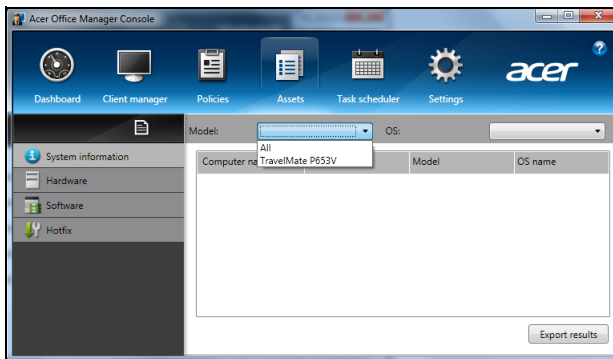 Acer Office Manager Console
?
acer
Dashboard Client manager Policies Assets Task scheduler Settings
Model: OS:
All
TravelMate P653V
System information
Hardware
Software
Hotfix
Computer na Model OS name
Export results